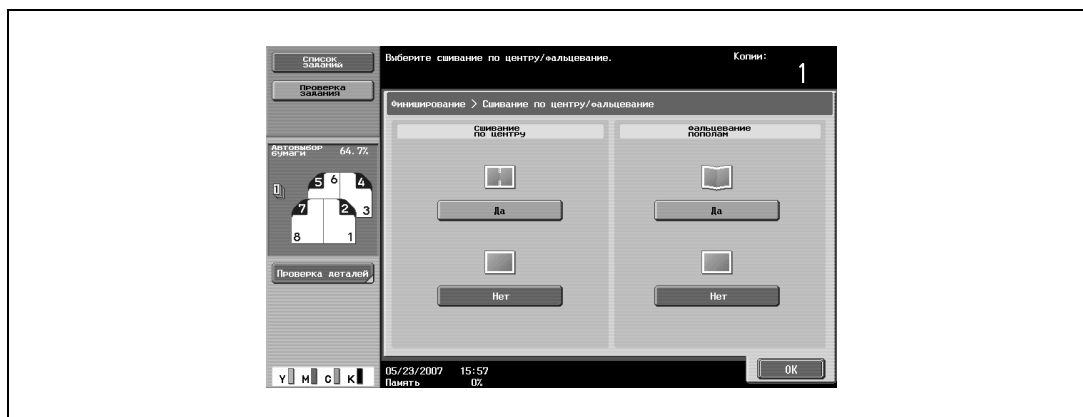 Список
заданий
Проверка
задания
Выберите сшивание по центру/фальцевание.
Копии:
1
Финиширование > Сшивание по центру/фальцевание
Сшивание
по центру
Фальцевание
пополам
Автовыбор
бумаги
64.7%
1
5 6 4
7 2 3
8 1
Да
Да
Проверка деталей
Нет
Нет
Y M C K
05/23/2007 15:57
Память 0%
OK